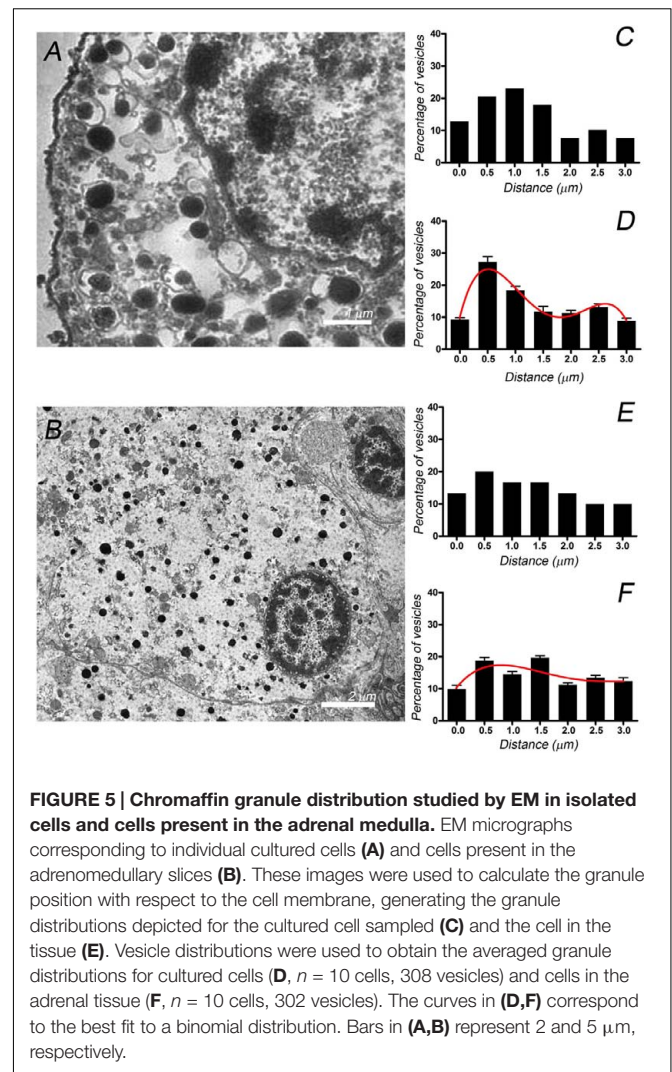 A
1 µm
C
Percentage of vesicles
40
30
20
10
0
0.0 0.5 1.0 1.5 2.0 2.5 3.0
Distance (µm)
D
Percentage of vesicles
40
30
20
10
0
0.0 0.5 1.0 1.5 2.0 2.5 3.0
Distance (µm)
B
2 µm
E
Percentage of vesicles
40
30
20
10
0
0.0 0.5 1.0 1.5 2.0 2.5 3.0
Distance (µm)
F
Percentage of vesicles
40
30
20
10
0
0.0 0.5 1.0 1.5 2.0 2.5 3.0
Distance (µm)
FIGURE 5 | Chromaffin granule distribution studied by EM in isolated
cells and cells present in the adrenal medulla. EM micrographs
corresponding to individual cultured cells (A) and cells present in the
adrenomedullary slices (B). These images were used to calculate the granule
position with respect to the cell membrane, generating the granule
distributions depicted for the cultured cell sampled (C) and the cell in the
tissue (E). Vesicle distributions were used to obtain the averaged granule
distributions for cultured cells (D, n = 10 cells, 308 vesicles) and cells in the
adrenal tissue (F, n = 10 cells, 302 vesicles). The curves in (D,F) correspond
to the best fit to a binomial distribution. Bars in (A,B) represent 2 and 5 µm,
respectively.